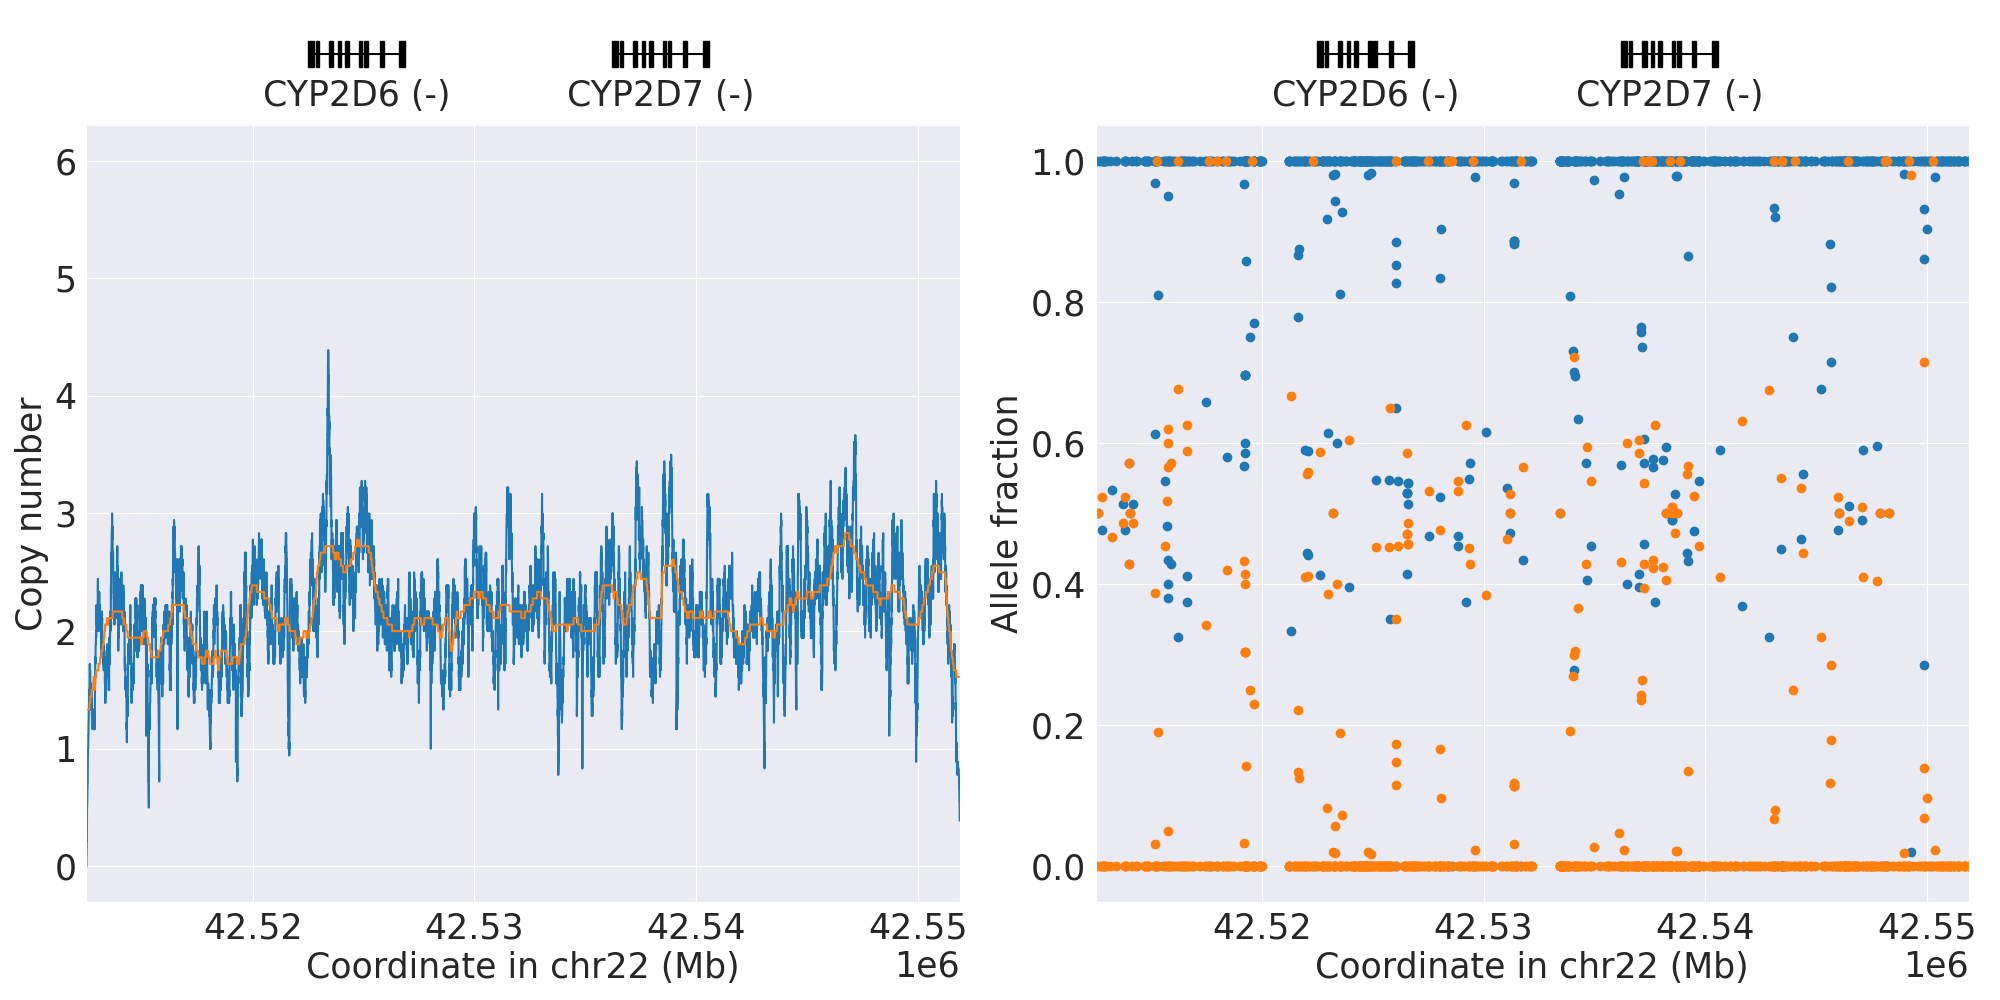 CYP2D6 (-)
CYP2D7 (-)
6
5
4
3
2
1
0
Copy number
42.52
42.53
42.54
42.55
Coordinate in chr22 (Mb)
1e6
CYP2D6 (-)
CYP2D7 (-)
1.0
0.8
0.6
0.4
0.2
0.0
Allele fraction
42.52
42.53
42.54
42.55
Coordinate in chr22 (Mb)
1e6